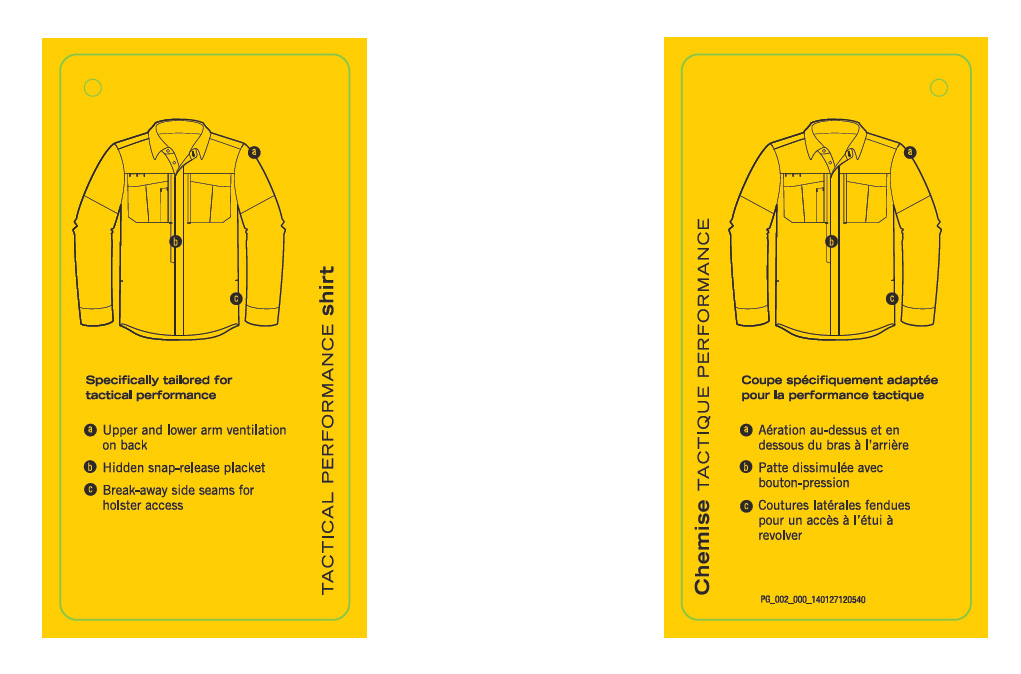 a
b
c
TACTICAL PERFORMANCE shirt
Specifically tailored for
tactical performance
a Upper and lower arm ventilation
on back
b Hidden snap-release placket
c Break-away side seams for
holster access
a
b
c
Chemise TACTIQUE PERFORMANCE
Coupe spécifiquement adaptée
pour la performance tactique
a Aération au-dessus et en
dessous du bras à l'arrière
b Patte dissimulée avec
bouton-pression
c Coutures latérales fendues
pour un accès à l'étui à
revolver
PG_002_000_140127120540